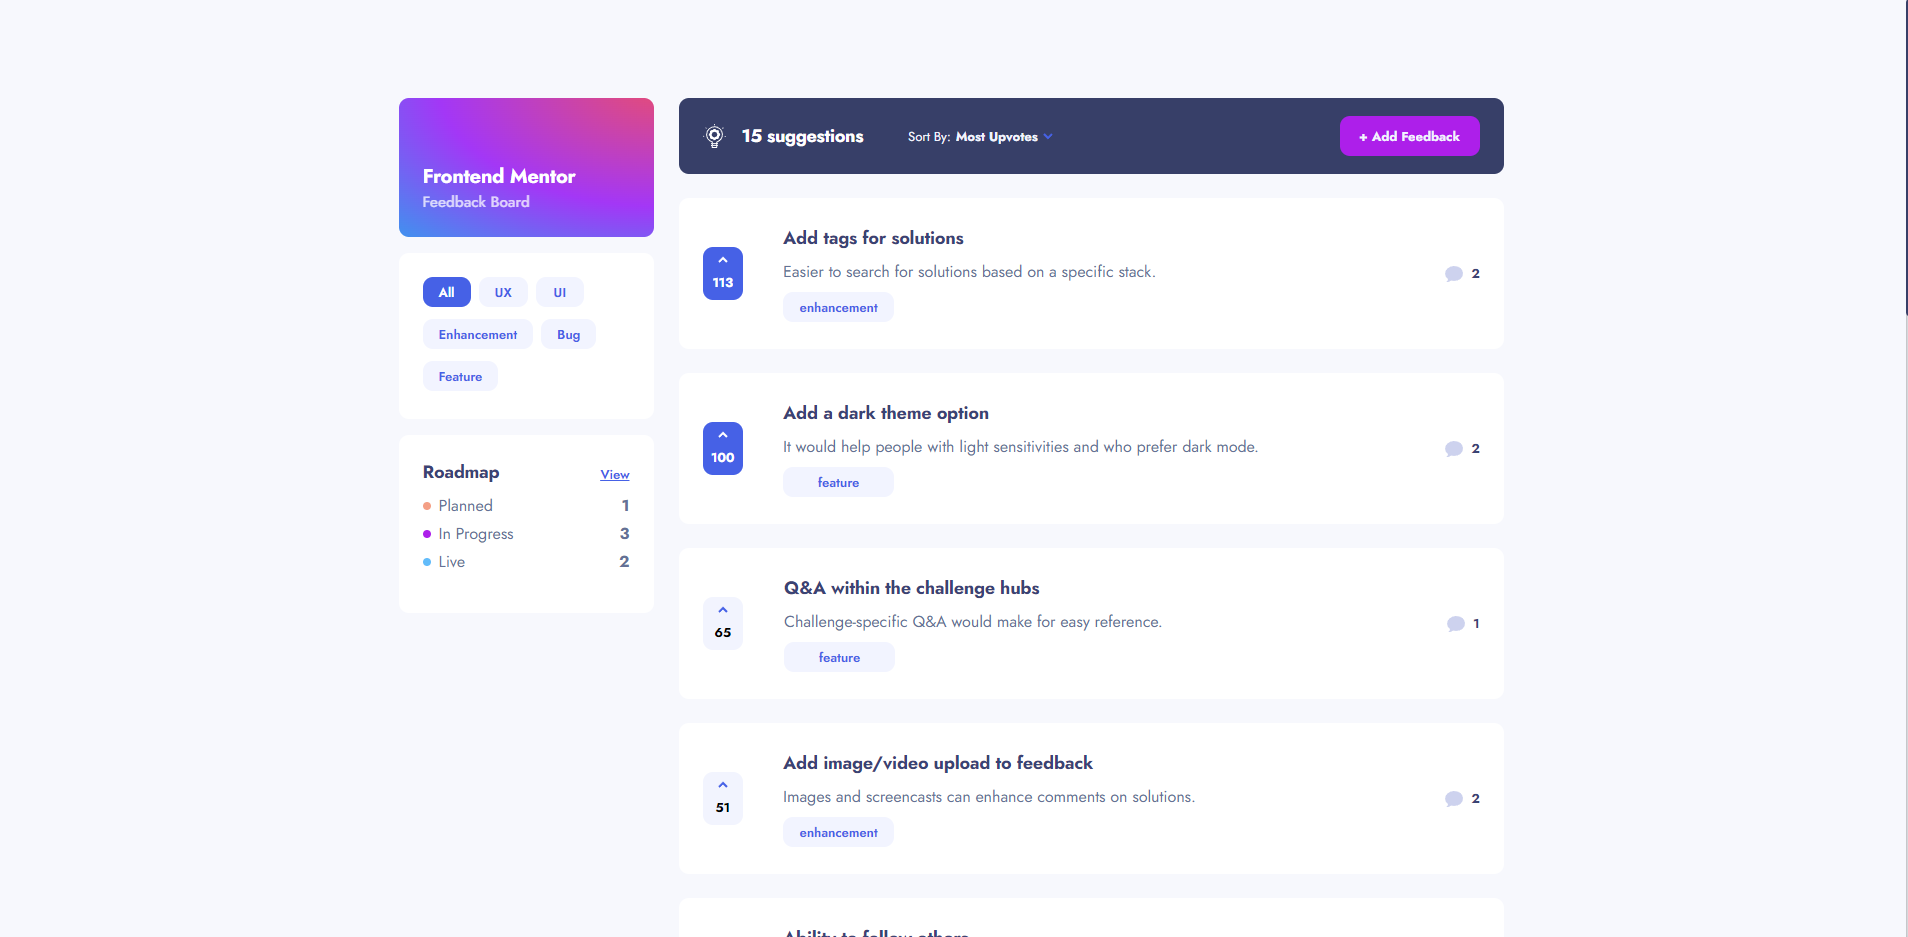 Frontend Mentor
Feedback Board
All UX UI
Enhancement Bug
Feature
Roadmap View
Planned 1
In Progress 3
Live 2
15 suggestions Sort By: Most Upvotes + Add Feedback
Add tags for solutions
113 Easier to search for solutions based on a specific stack. 2
enhancement
Add a dark theme option
100 It would help people with light sensitivities and who prefer dark mode. 2
feature
Q&A within the challenge hubs
65 Challenge-specific Q&A would make for easy reference. 1
feature
Add image/video upload to feedback
51 Images and screencasts can enhance comments on solutions. 2
enhancement
Ability to follow others